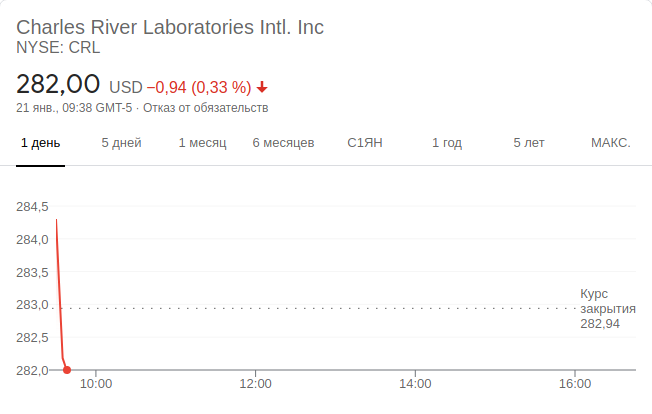 Charles River Laboratories Intl. Inc
NYSE: CRL
282,00 USD −0,94 (0,33 %)
21 янв., 09:38 GMT-5 · Отказ от обязательств
1 день 5 дней 1 месяц 6 месяцев С1ЯН 1 год 5 лет МАКС.
284,5
284,0
283,5
283,0
282,5
282,0
Курс
закрытия
282,94
10:00 12:00 14:00 16:00